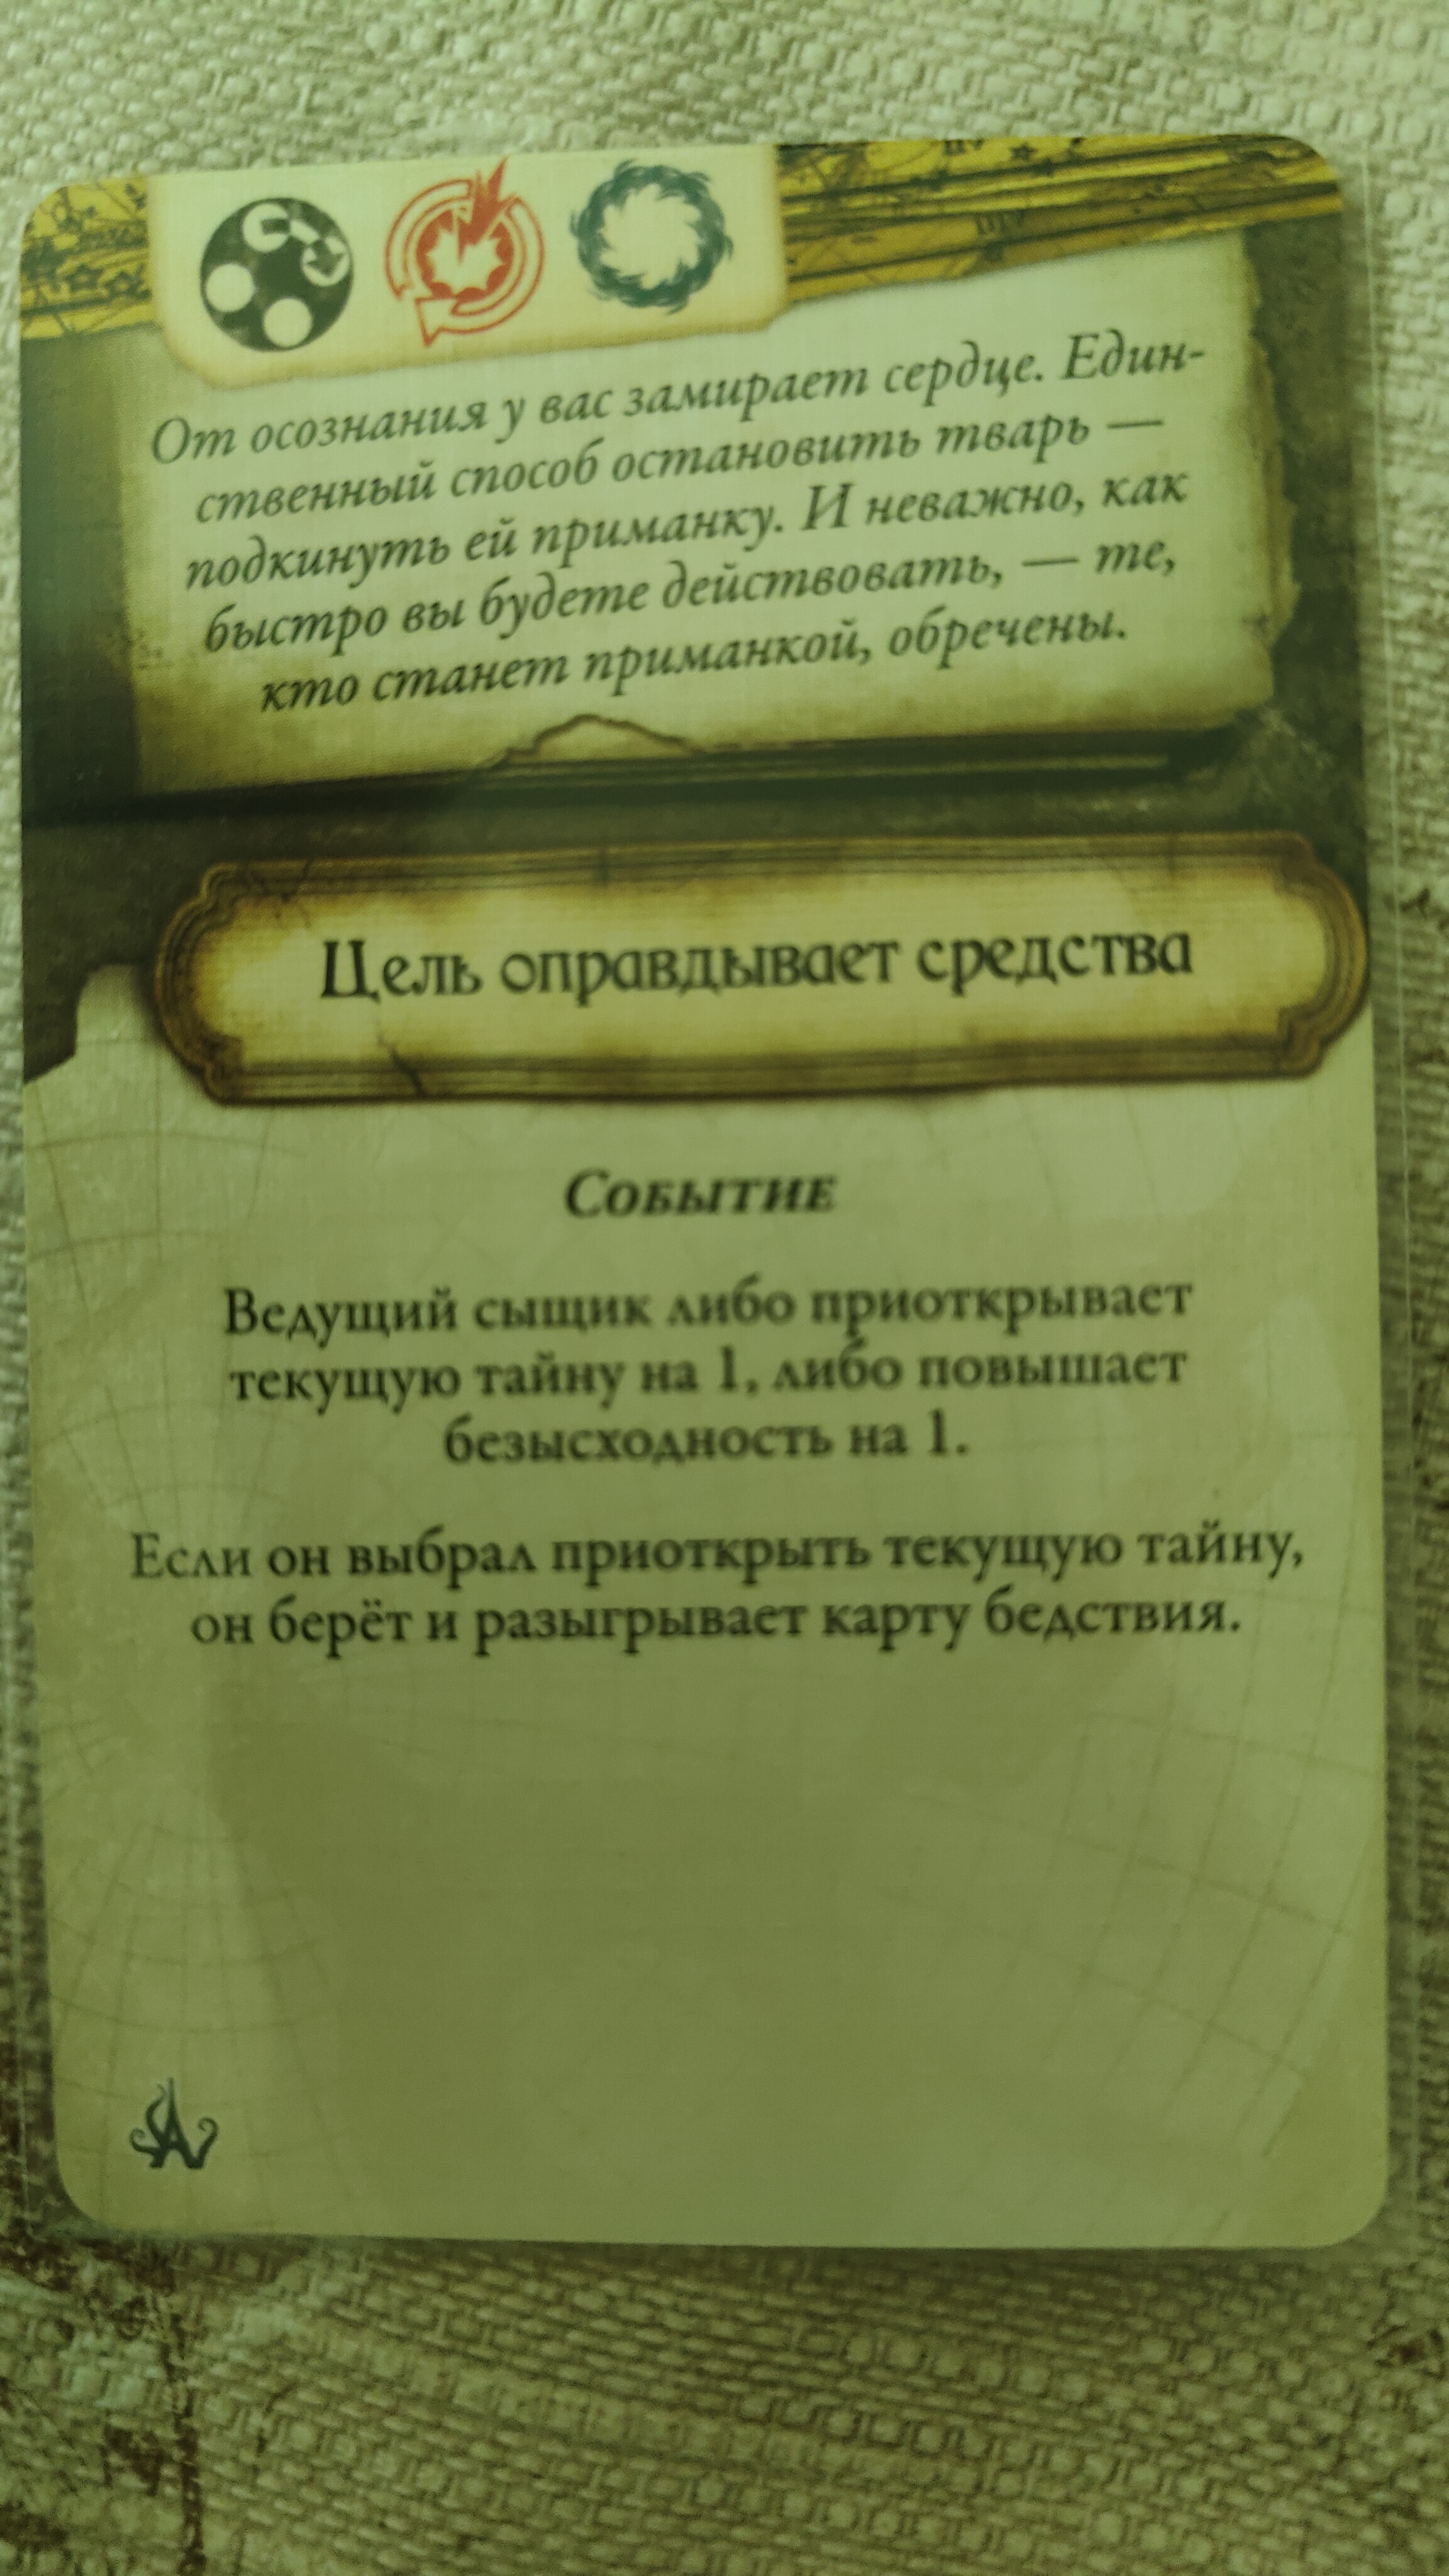 От осознания у вас замирает сердце. Един-
ственный способ остановить тварь —
подкинуть ей приманку. И неважно, как
быстро вы будете действовать, — те,
кто станет приманкой, обречены.
Цель оправдывает средства
Событие
Ведущий сыщик либо приоткрывает
текущую тайну на 1, либо повышает
безысходность на 1.
Если он выбрал приоткрыть текущую тайну,
он берёт и разыгрывает карту бедствия.